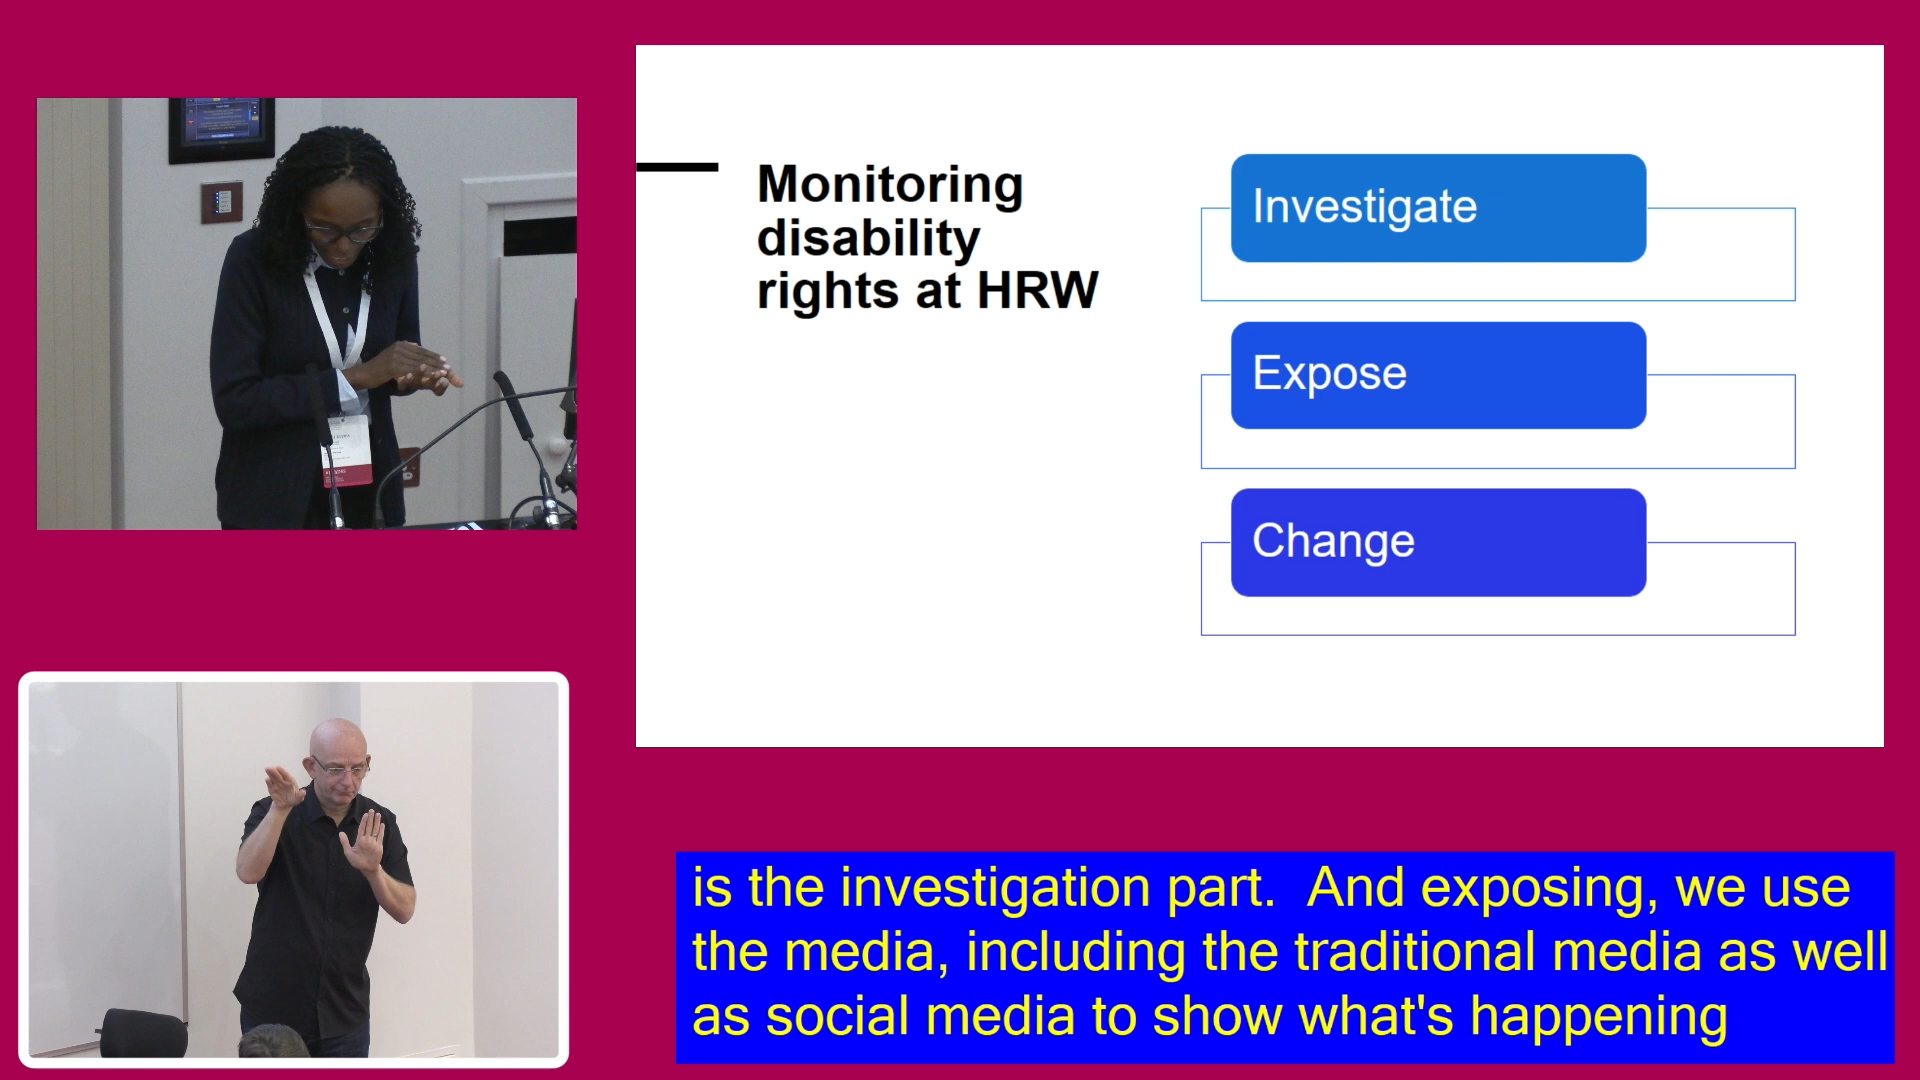 Monitoring
disability
rights at HRW
Investigate
Expose
Change
is the investigation part.  And exposing, we use
the media, including the traditional media as well
as social media to show what's happening